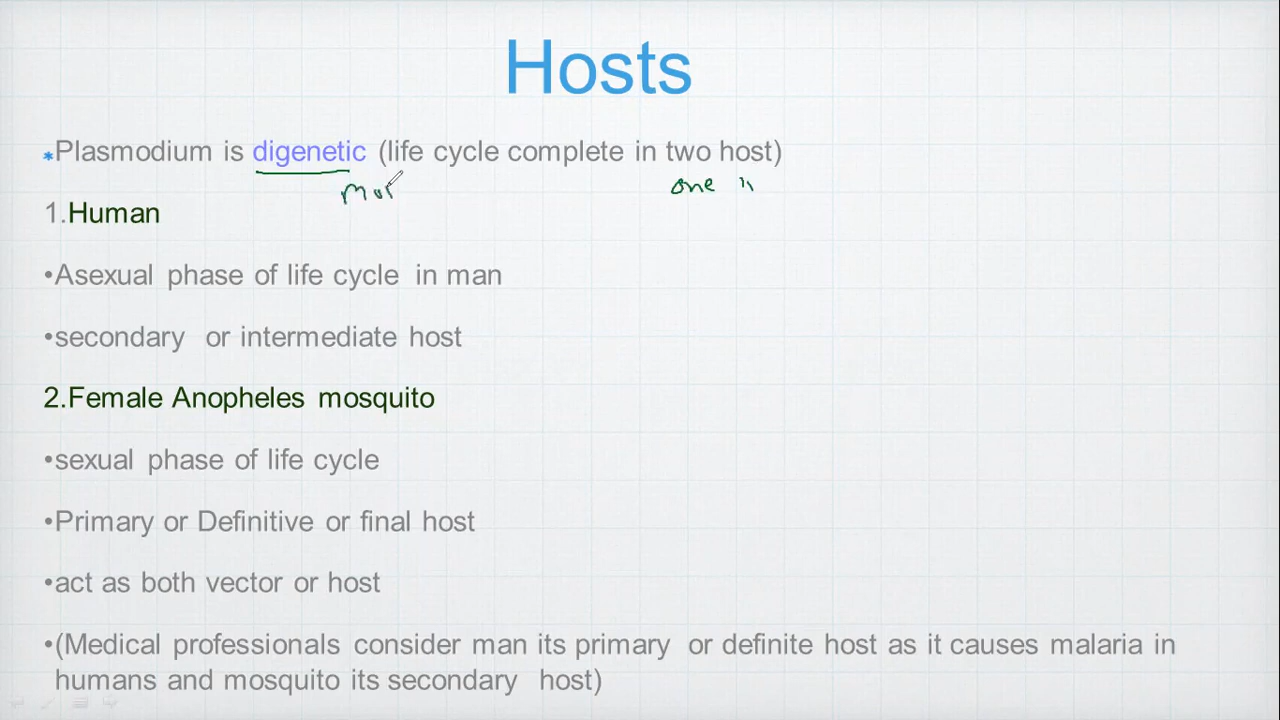 Hosts
*Plasmodium is digenetic (life cycle complete in two host)
mor one
1.Human
•Asexual phase of life cycle in man
•secondary or intermediate host
2.Female Anopheles mosquito
•sexual phase of life cycle
•Primary or Definitive or final host
•act as both vector or host
•(Medical professionals consider man its primary or definite host as it causes malaria in
humans and mosquito its secondary host)